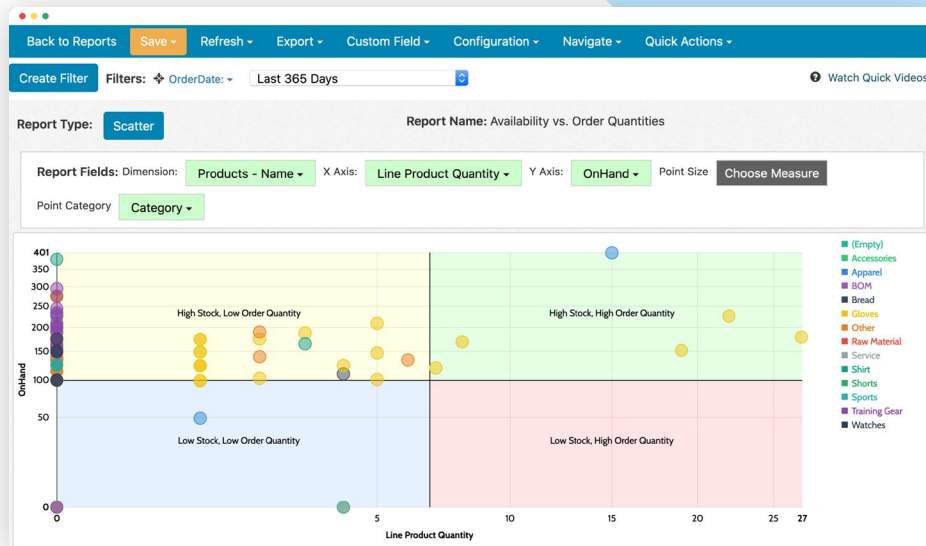 Back to Reports Save Refresh Export Custom Field Configuration Navigate Quick Actions
Create Filter Filters: OrderDate: Last 365 Days Watch Quick Videos
Report Type: Scatter Report Name: Availability vs. Order Quantities
Report Fields: Dimension: Products - Name X Axis: Line Product Quantity Y Axis: OnHand Point Size Choose Measure
Point Category Category
401
350
300
250
200
150
100
50
0
OnHand
High Stock, Low Order Quantity High Stock, High Order Quantity
Low Stock, Low Order Quantity Low Stock, High Order Quantity
0 5 10 15 20 25 27
Line Product Quantity
(Empty)
Accessories
Apparel
BOM
Bread
Gloves
Other
Raw Material
Service
Shirt
Shorts
Sports
Training Gear
Watches